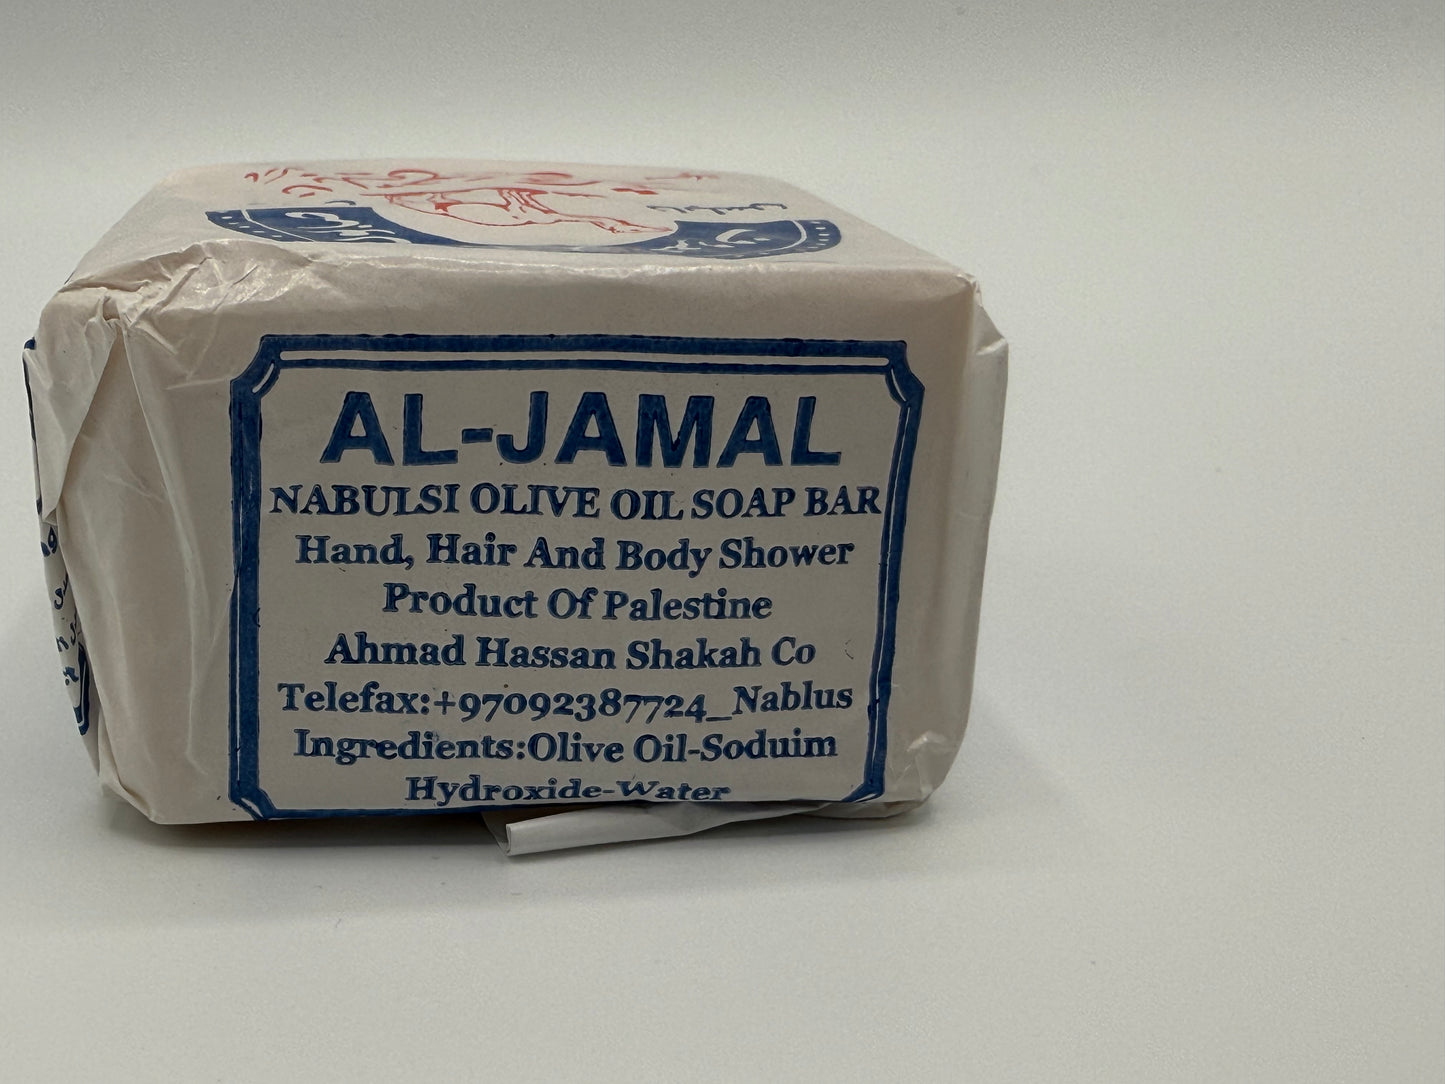 AL-JAMAL
NABULSI OLIVE OIL SOAP BAR
Hand, Hair And Body Shower
Product Of Palestine
Ahmad Hassan Shakah Co
Telefax:+97092387724_Nablus
Ingredients:Olive Oil-Soduim
Hydroxide-Water